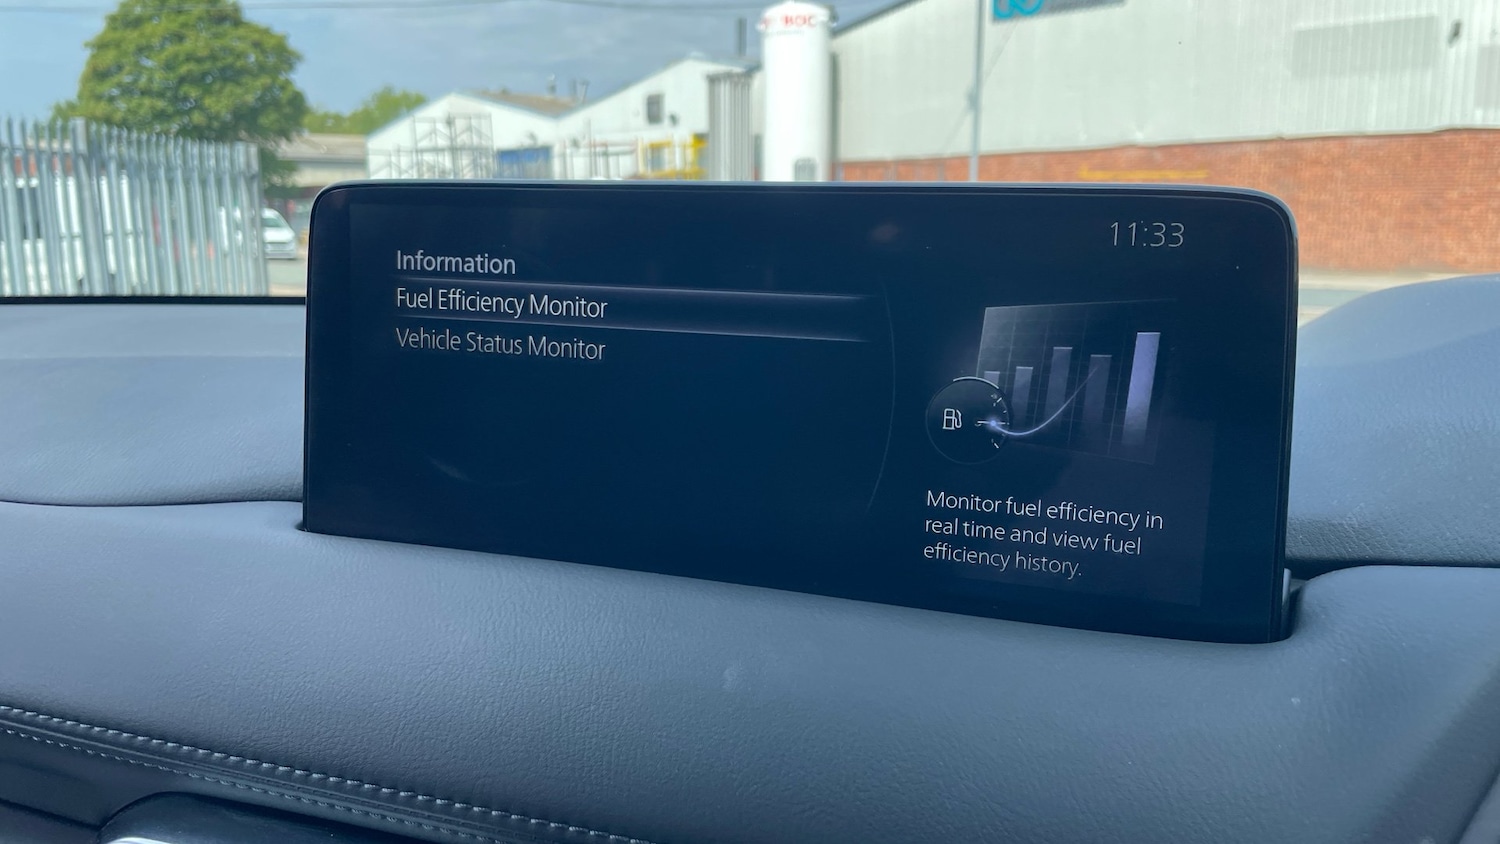 BOC
11:33
Information
Fuel Efficiency Monitor
Vehicle Status Monitor
Monitor fuel efficiency in
real time and view fuel
efficiency history.